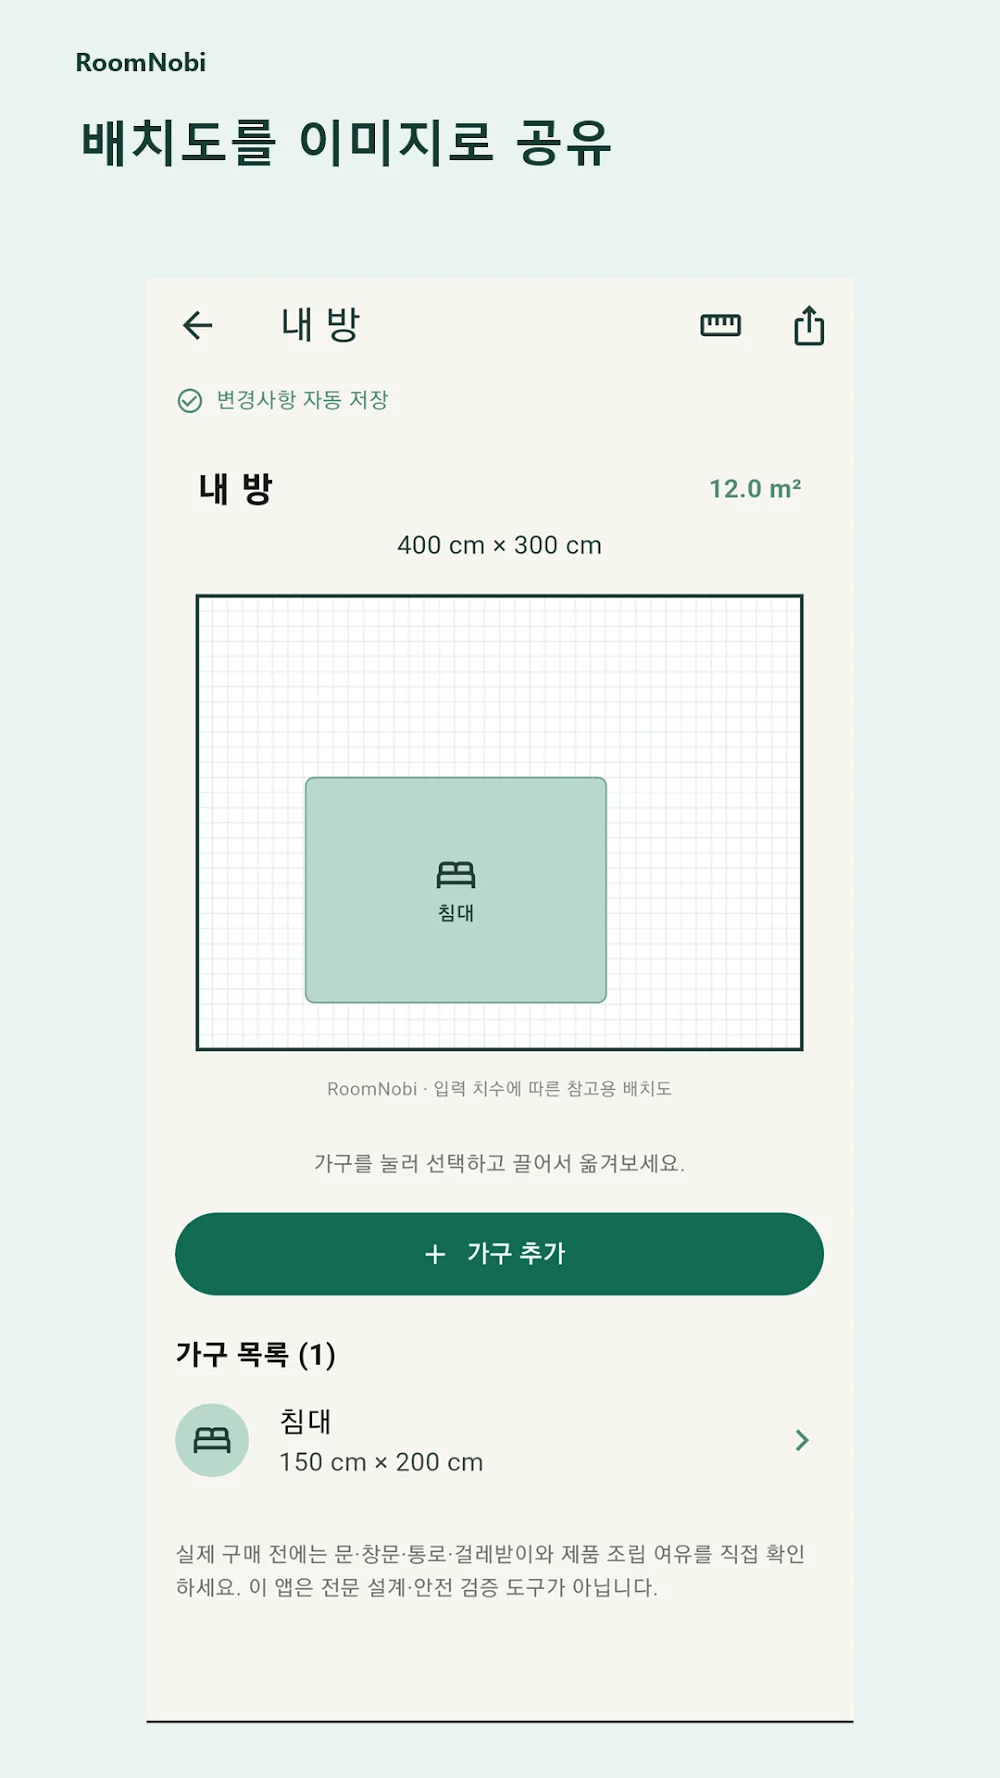 RoomNobi
배치도를 이미지로 공유
내 방
변경사항 자동 저장
내 방
12.0 m²
400 cm × 300 cm
침대
RoomNobi · 입력 치수에 따른 참고용 배치도
가구를 눌러 선택하고 끌어서 옮겨보세요.
+ 가구 추가
가구 목록 (1)
침대
150 cm × 200 cm
실제 구매 전에는 문·창문·통로·걸레받이와 제품 조립 여유를 직접 확인
하세요. 이 앱은 전문 설계·안전 검증 도구가 아닙니다.